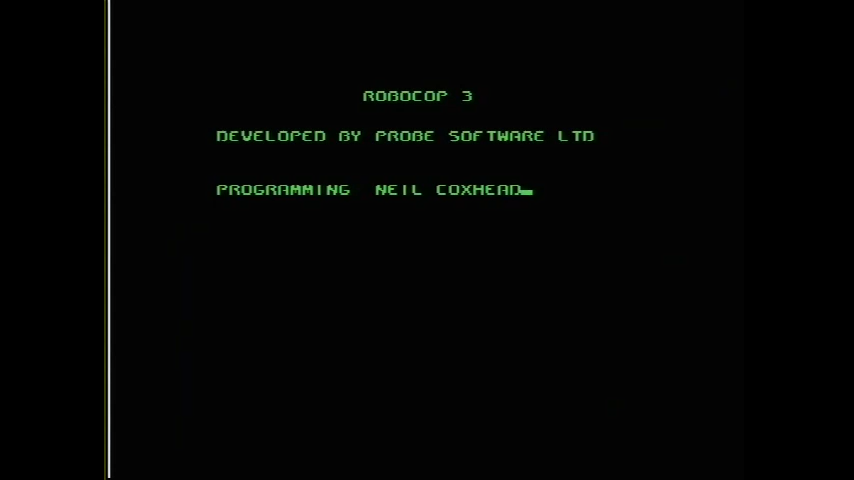 ROBOCOP 3
DEVELOPED BY PROBE SOFTWARE LTD
PROGRAMMING NEIL COXHEAD